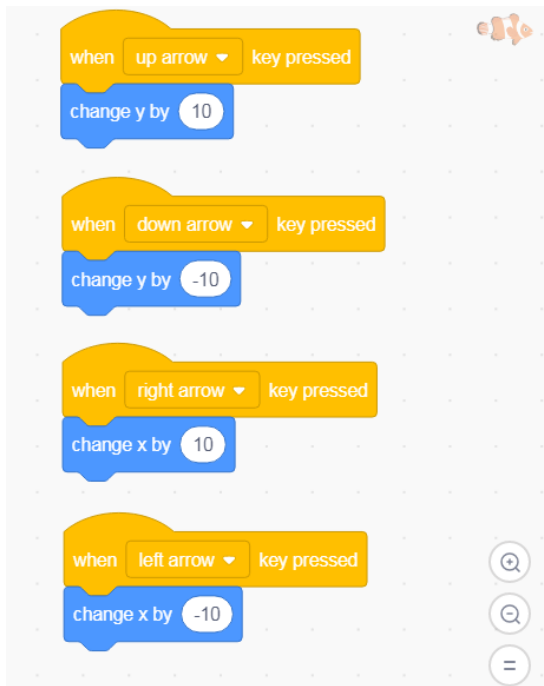 when up arrow key pressed
change y by 10
when down arrow key pressed
change y by -10
when right arrow key pressed
change x by 10
when left arrow key pressed
change x by -10